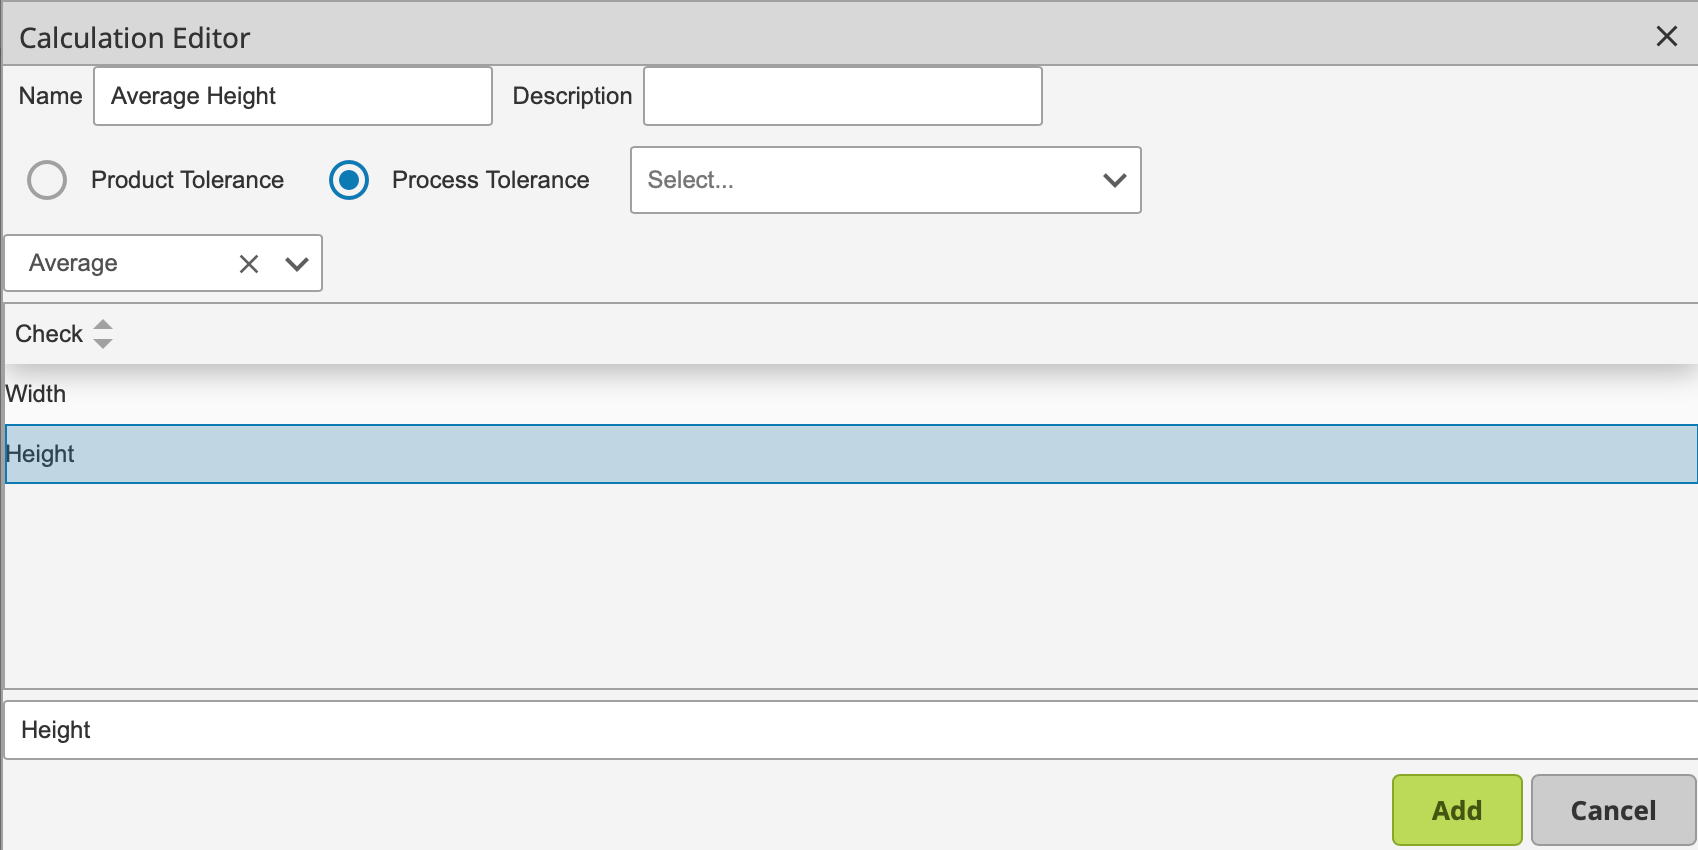 Calculation Editor
Name Average Height Description
Product Tolerance Process Tolerance Select...
Average
Check
Width
Height
Height
Add Cancel